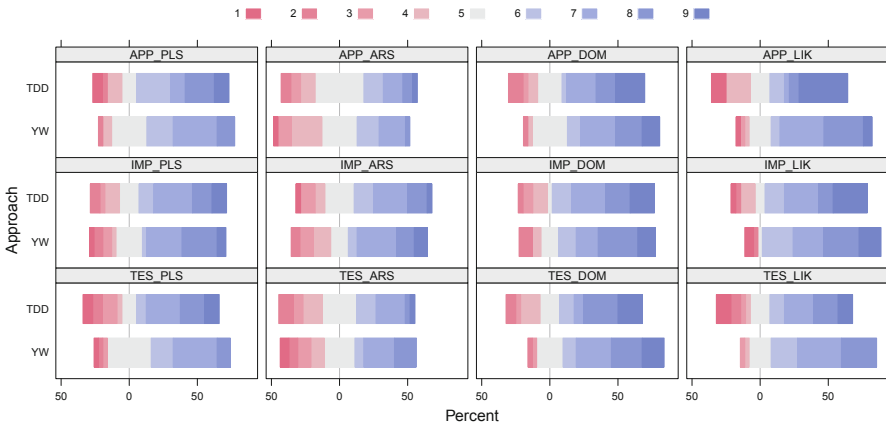 1 2 3 4 5 6 7 8 9
APP_PLS APP_ARS APP_DOM APP_LIK
TDD
YW
IMP_PLS IMP_ARS IMP_DOM IMP_LIK
TDD
YW
TES_PLS TES_ARS TES_DOM TES_LIK
TDD
YW
Approach
50 0 50 50 0 50 50 0 50 50 0 50
Percent